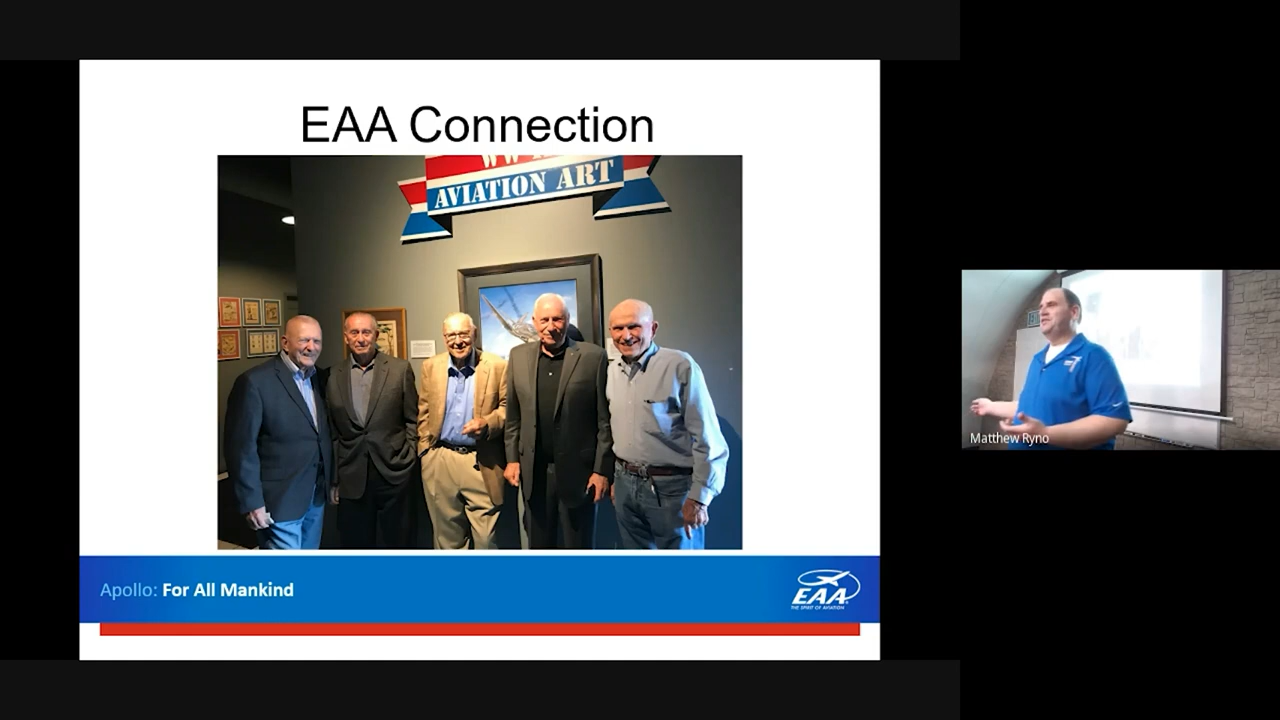 EAA Connection
AVIATION ART
Apollo: For All Mankind
EAA
THE SPIRIT OF AVIATION
Matthew Ryno